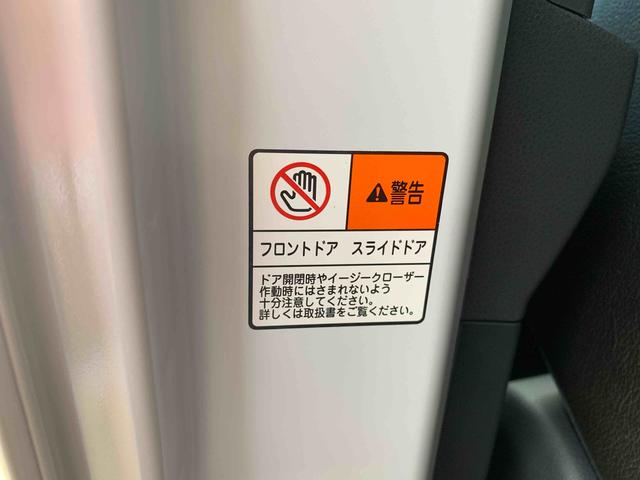 警告
フロントドア スライドドア
ドア開閉時やイージークローザー
作動時にはさまれないよう
十分注意してください。
詳しくは取扱書をご覧ください。